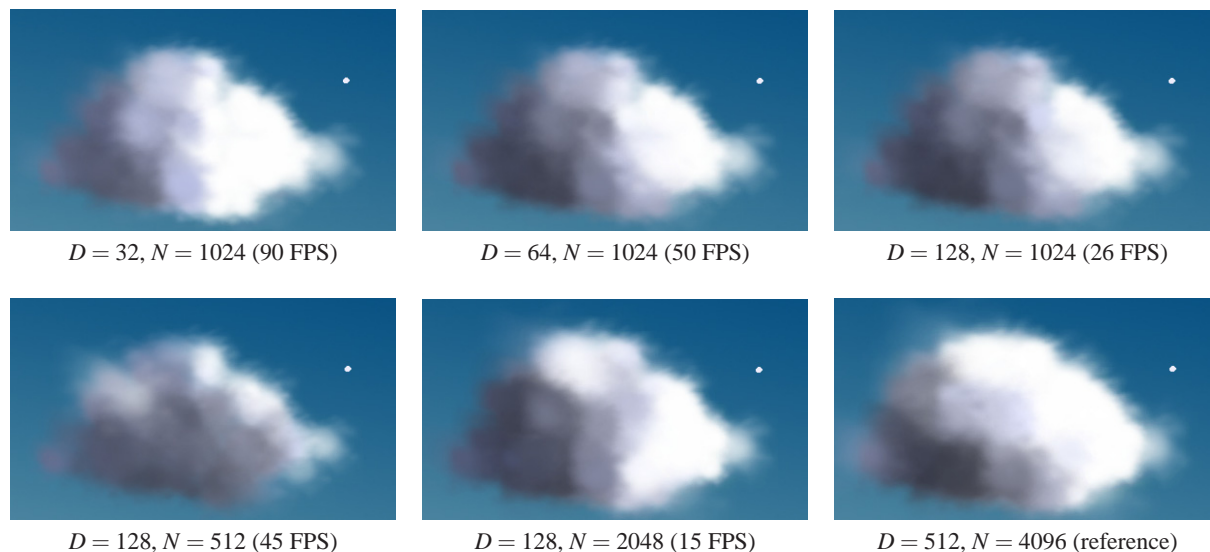 D = 32, N = 1024 (90 FPS)
D = 64, N = 1024 (50 FPS)
D = 128, N = 1024 (26 FPS)
D = 128, N = 512 (45 FPS)
D = 128, N = 2048 (15 FPS)
D = 512, N = 4096 (reference)